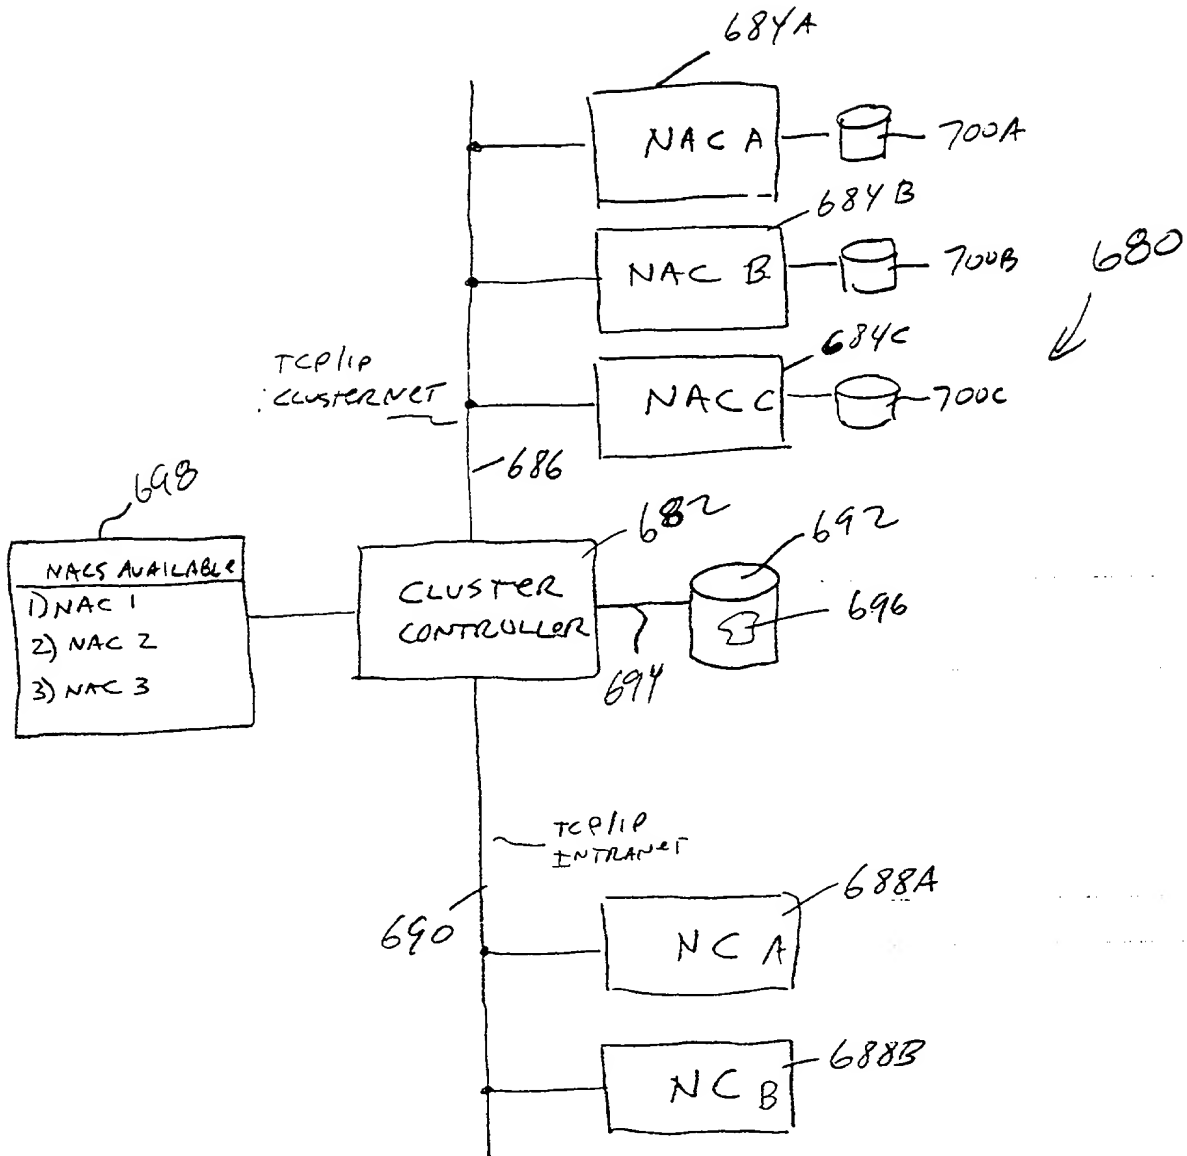 684A
NAC A
700A
684B
NAC B
700B
680
684C
TCP/IP
CLUSTERNET
NAC C
700C
686
698
682
692
NACS AVAILABLE
1) NAC 1
2) NAC 2
3) NAC 3
CLUSTER
CONTROLLER
696
694
TCP/IP
INTRANET
688A
690
NC A
688B
NC B